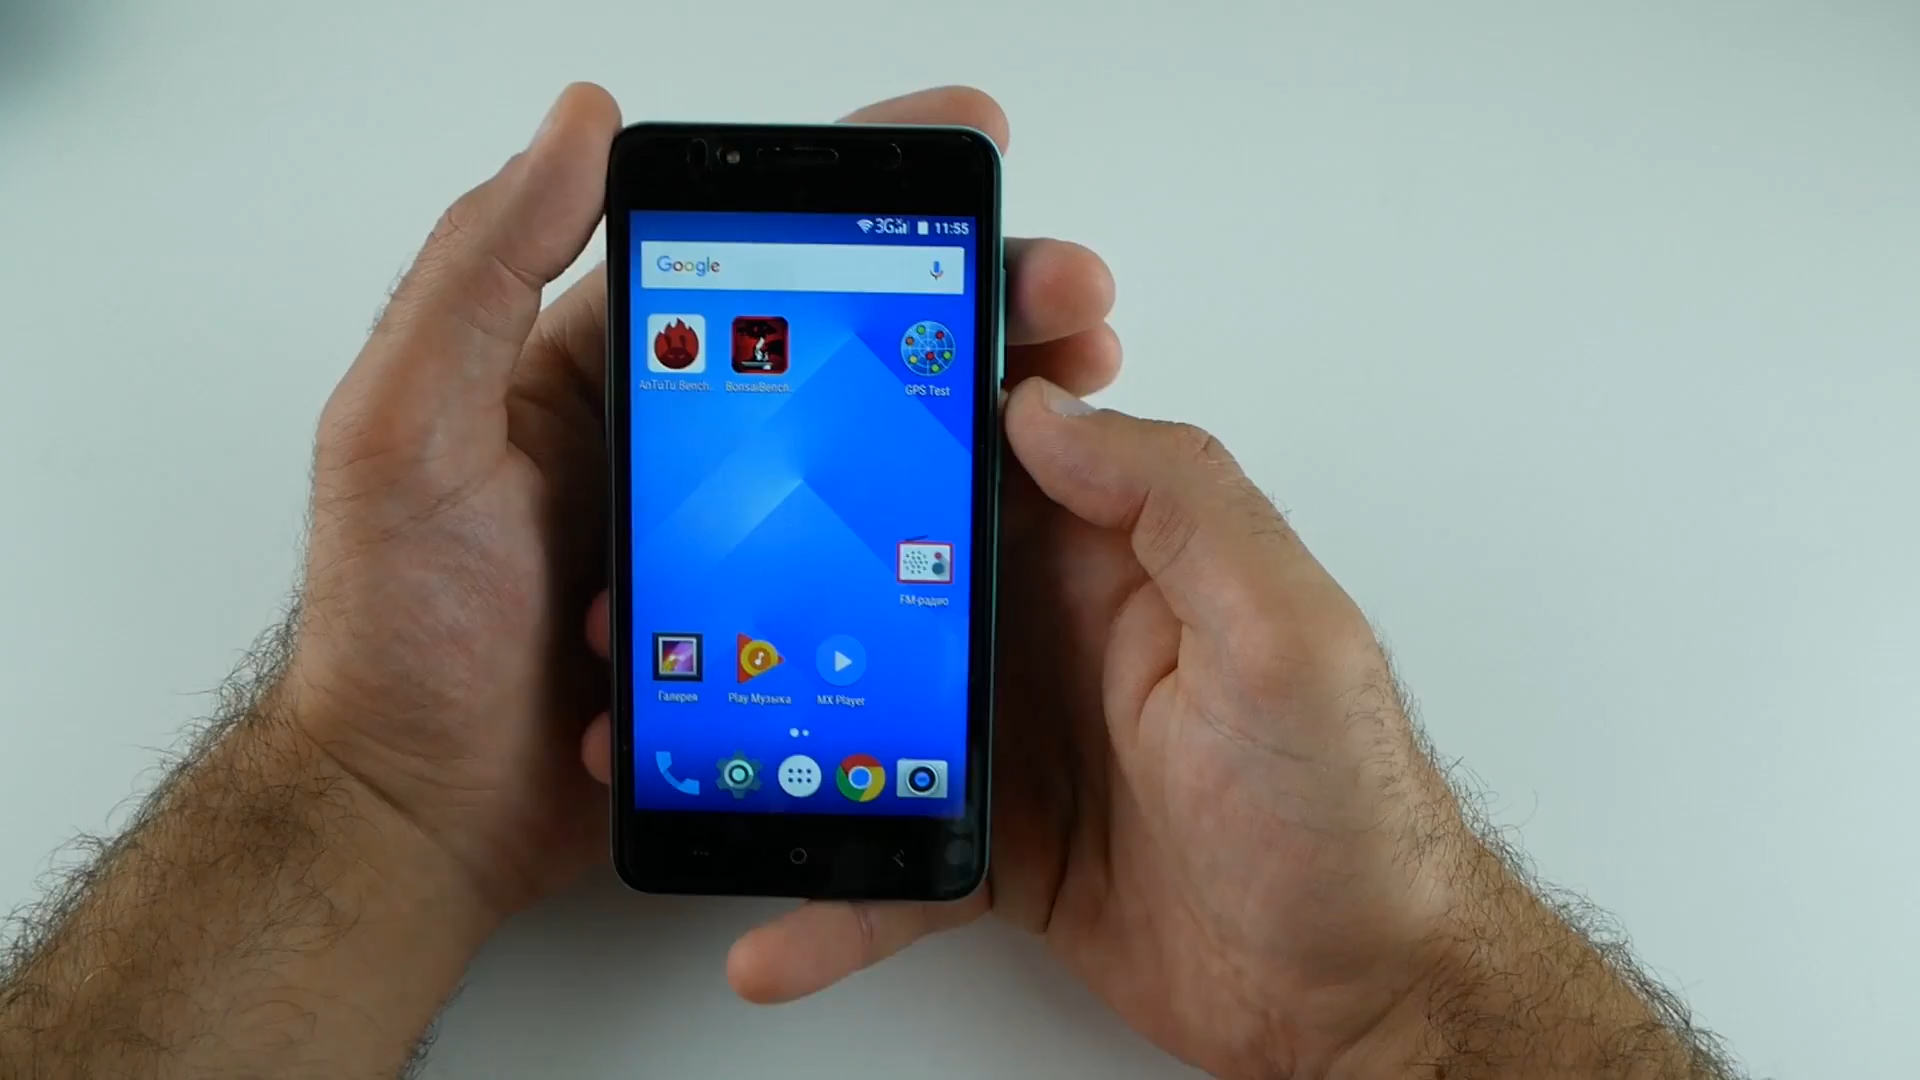 3G 11:55
Google
AnTuTu Bench..
BonsaiBench..
GPS Test
FM-радио
Галерея
Play Музыка
MX Player